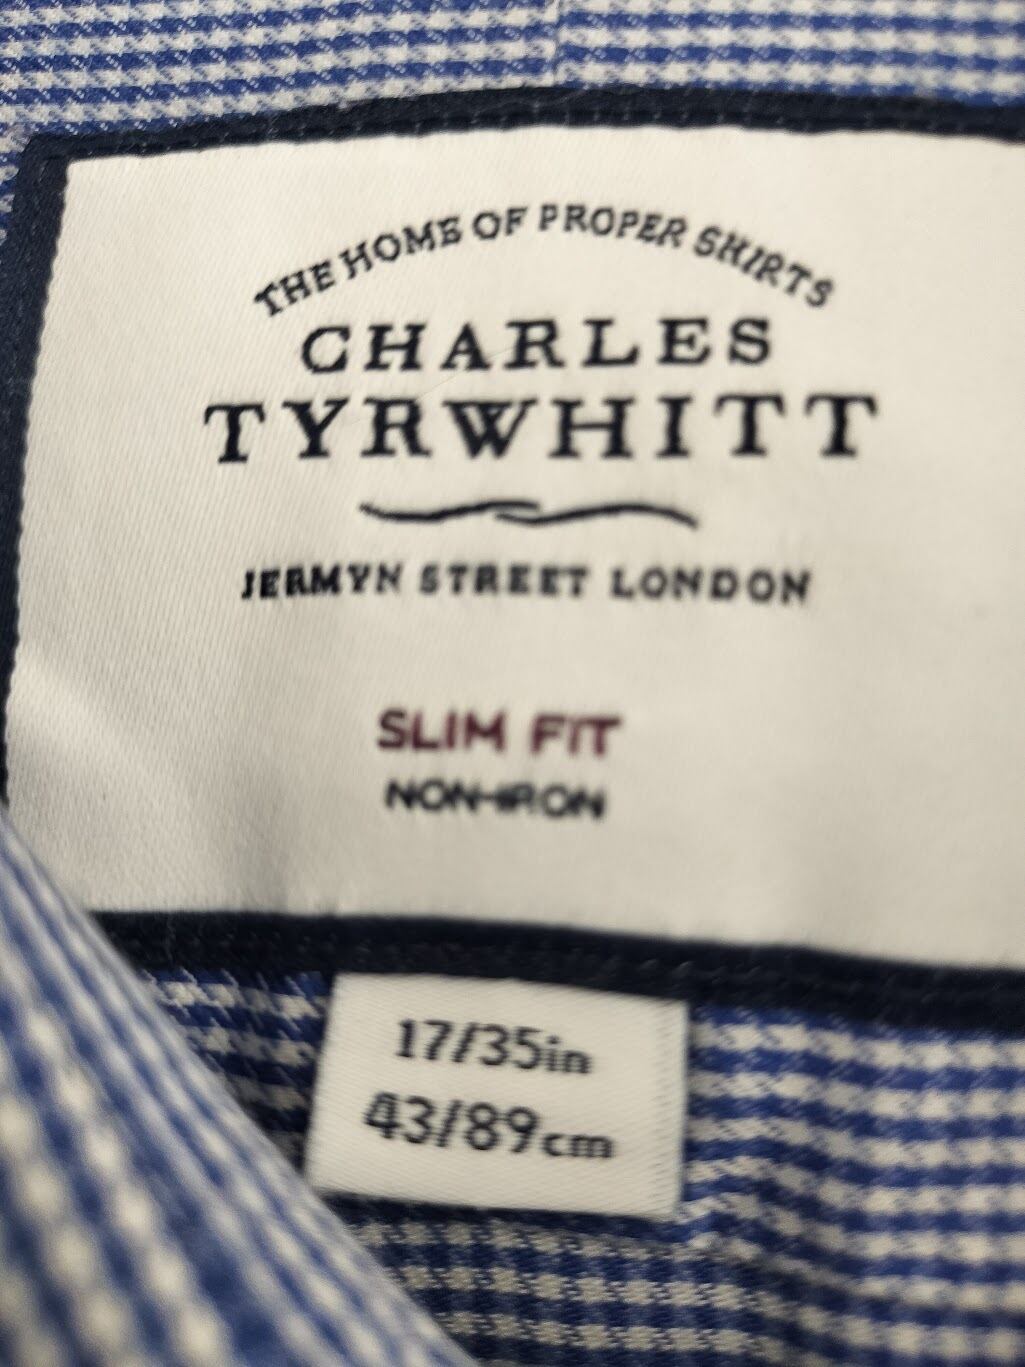 THE HOME OF PROPER SHIRTS
CHARLES
TYRWHITT
JERMYN STREET LONDON
SLIM FIT
NON-IRON
17/35in
43/89cm